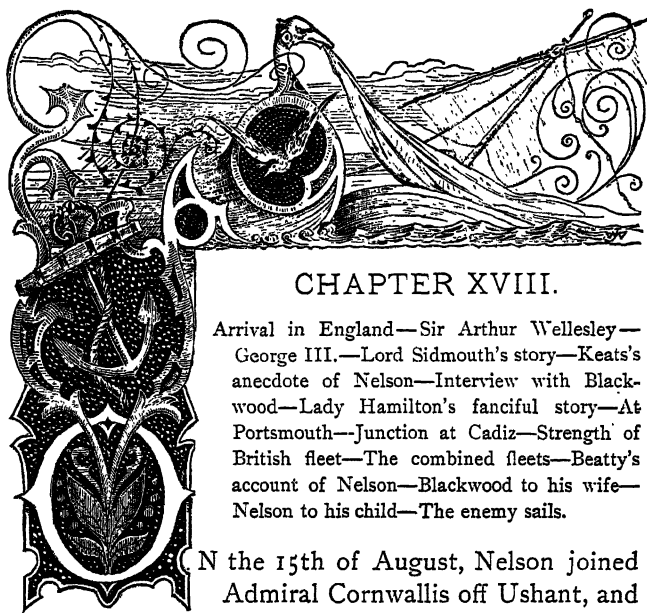 CHAPTER XVIII.
Arrival in England—Sir Arthur Wellesley—
George III.—Lord Sidmouth's story—Keats's
anecdote of Nelson—Interview with Black-
wood—Lady Hamilton's fanciful story—At
Portsmouth—Junction at Cadiz—Strength of
British fleet—The combined fleets—Beatty's
account of Nelson—Blackwood to his wife—
Nelson to his child—The enemy sails.
ON the 15th of August, Nelson joined
Admiral Cornwallis off Ushant, and